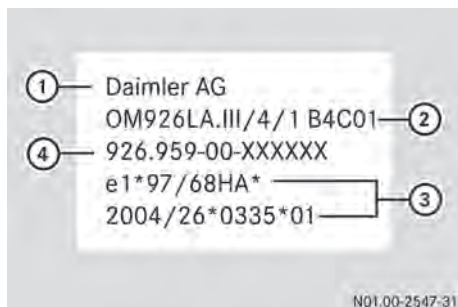 1 Daimler AG
OM926LA.III/4/1 B4C01 2
4 926.959-00-XXXXXX
e1*97/68HA*
3
2004/26*0335*01
N01.00-2547-31